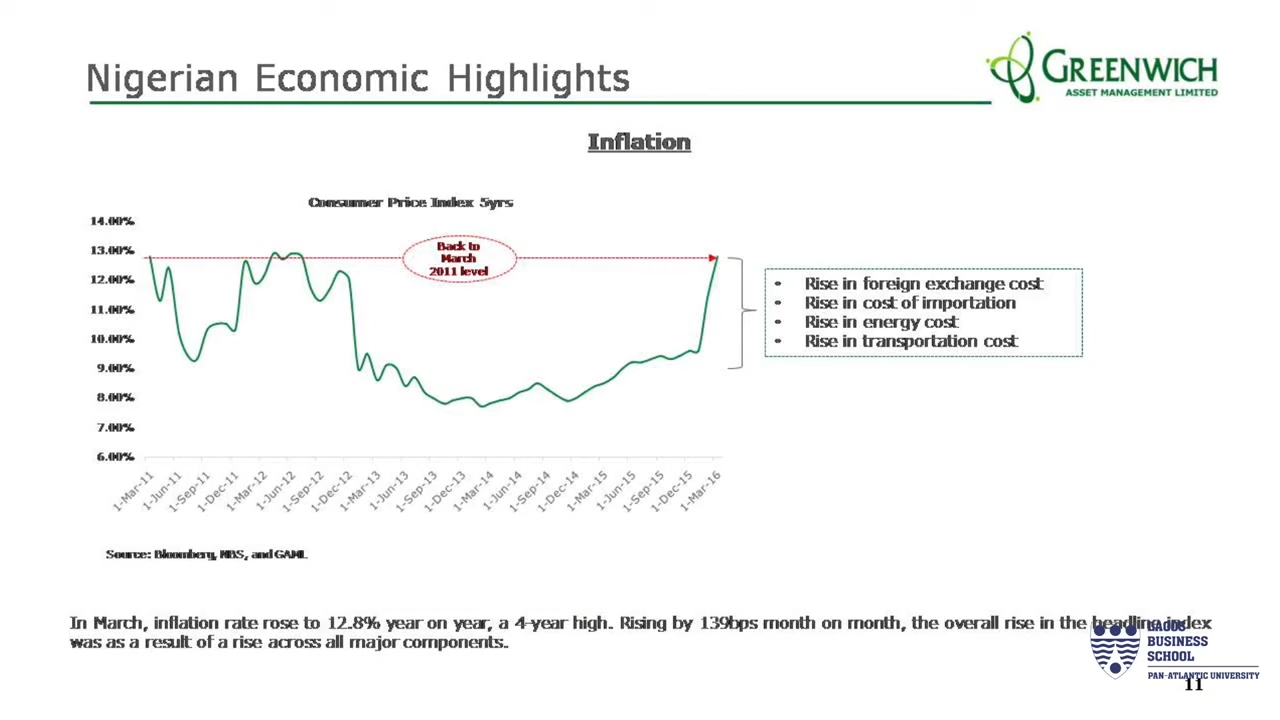 Nigerian Economic Highlights
GREENWICH
ASSET MANAGEMENT LIMITED
Inflation
Consumer Price Index 5yrs
14.00%
13.00%
12.00%
11.00%
10.00%
9.00%
8.00%
7.00%
6.00%
Back to
March
2011 level
• Rise in foreign exchange cost
• Rise in cost of importation
• Rise in energy cost
• Rise in transportation cost
1-Mar-11
1-Jun-11
1-Sep-11
1-Dec-11
1-Mar-12
1-Jun-12
1-Sep-12
1-Dec-12
1-Mar-13
1-Jun-13
1-Sep-13
1-Dec-13
1-Mar-14
1-Jun-14
1-Sep-14
1-Dec-14
1-Mar-15
1-Jun-15
1-Sep-15
1-Dec-15
1-Mar-16
Source: Bloomberg, NBS, and GAML
In March, inflation rate rose to 12.8% year on year, a 4-year high. Rising by 139bps month on month, the overall rise in the headline index
was as a result of a rise across all major components.
LAGOS
BUSINESS
SCHOOL
PAN-ATLANTIC UNIVERSITY
11